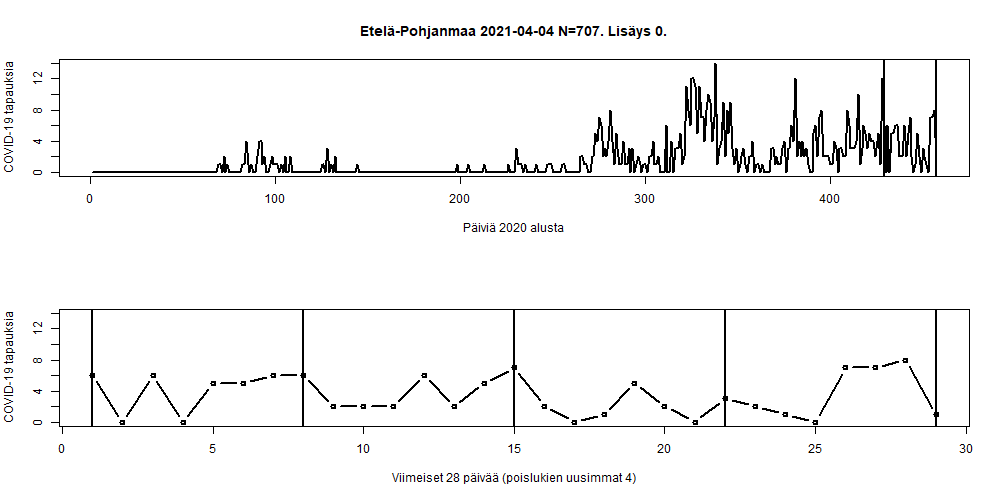 Etelä-Pohjanmaa 2021-04-04 N=707. Lisäys 0.
COVID-19 tapauksia
12
8
4
0
0 100 200 300 400
Päiviä 2020 alusta
COVID-19 tapauksia
12
8
4
0
0 5 10 15 20 25 30
Viimeiset 28 päivää (poislukien uusimmat 4)